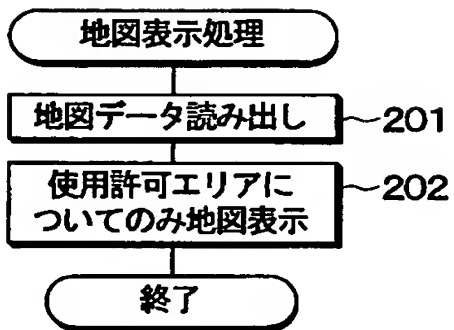 地図表示処理
地図データ読み出し
201
使用許可エリアに
ついてのみ地図表示
202
終了